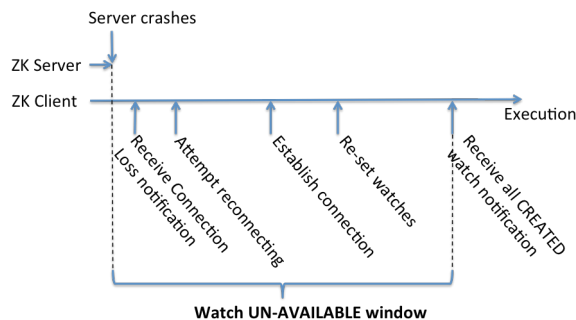 Server crashes
ZK Server
ZK Client
Execution
Receive Connection
Loss notification
Attempt reconnecting
Establish connection
Re-set watches
Receive all CREATED
watch notification
Watch UN-AVAILABLE window